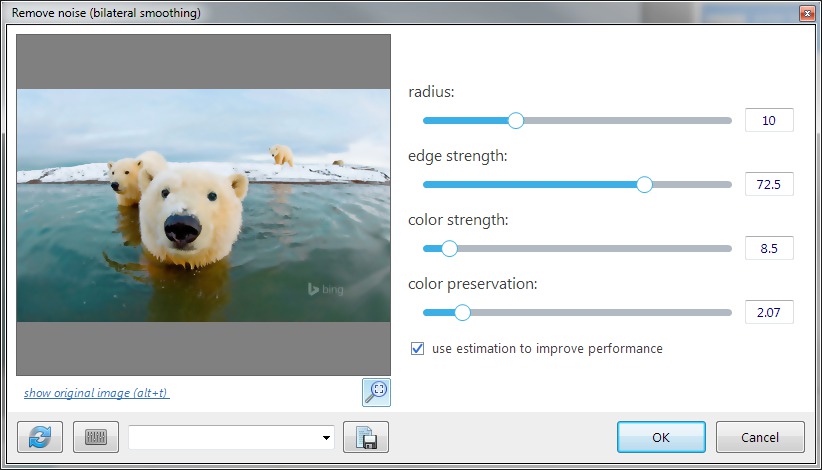 Remove noise (bilateral smoothing)
bing
show original image (alt+t)
radius:
10
edge strength:
72.5
color strength:
8.5
color preservation:
2.07
use estimation to improve performance
OK
Cancel